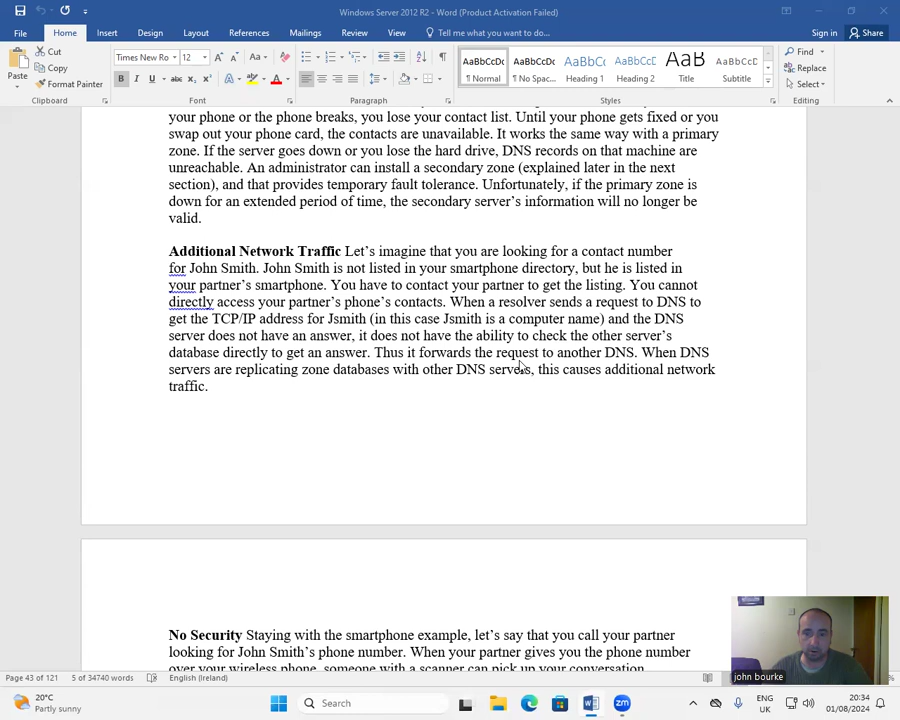 Windows Server 2012 R2 - Word (Product Activation Failed)
File Home Insert Design Layout References Mailings Review View Tell me what you want to do... Sign in Share
Paste Cut Copy Format Painter
Times New Ro 12
AaBbCcDc AaBbCcDc AaBbCc AaBbCcC AaB AaBbCcD
¶ Normal ¶ No Spac... Heading 1 Heading 2 Title Subtitle
Find Replace Select
Clipboard Font Paragraph Styles Editing
your phone or the phone breaks, you lose your contact list. Until your phone gets fixed or you
swap out your phone card, the contacts are unavailable. It works the same way with a primary
zone. If the server goes down or you lose the hard drive, DNS records on that machine are
unreachable. An administrator can install a secondary zone (explained later in the next
section), and that provides temporary fault tolerance. Unfortunately, if the primary zone is
down for an extended period of time, the secondary server's information will no longer be
valid.
Additional Network Traffic Let's imagine that you are looking for a contact number
for John Smith. John Smith is not listed in your smartphone directory, but he is listed in
your partner's smartphone. You have to contact your partner to get the listing. You cannot
directly access your partner's phone's contacts. When a resolver sends a request to DNS to
get the TCP/IP address for Jsmith (in this case Jsmith is a computer name) and the DNS
server does not have an answer, it does not have the ability to check the other server's
database directly to get an answer. Thus it forwards the request to another DNS. When DNS
servers are replicating zone databases with other DNS servers, this causes additional network
traffic.
No Security Staying with the smartphone example, let's say that you call your partner
looking for John Smith's phone number. When your partner gives you the phone number
over your wireless phone, someone with a scanner can pick up your conversation.
john bourke
Page 43 of 121 5 of 34740 words English (Ireland)
20°C
Partly sunny
Search
ENG
UK
20:34
01/08/2024